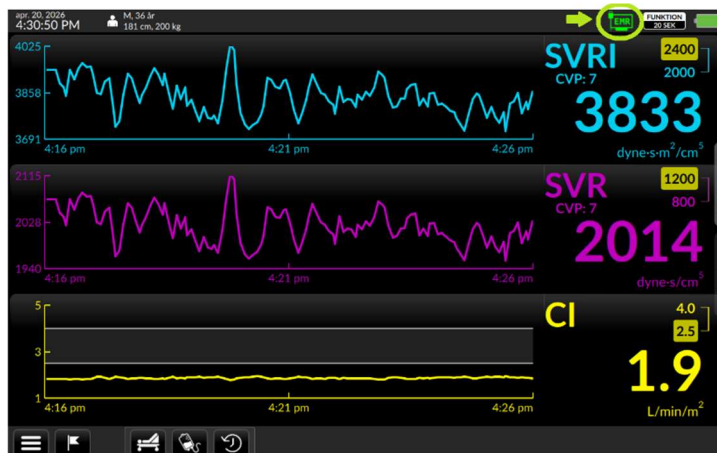 apr. 20, 2026
4:30:50 PM
M, 36 år
181 cm, 200 kg
EMR
FUNKTION
20 SEK
4025
3858
3691
4:16 pm
4:21 pm
4:26 pm
SVRI
CVP: 7
2400
2000
3833
dyne·s·m²/cm⁵
2115
2028
1940
4:16 pm
4:21 pm
4:26 pm
SVR
CVP: 7
1200
800
2014
dyne·s/cm⁵
5
3
1
4:16 pm
4:21 pm
4:26 pm
CI
4.0
2.5
1.9
L/min/m²